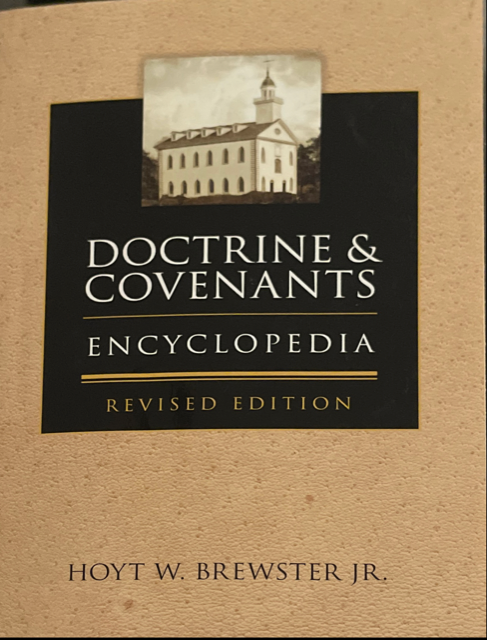 DOCTRINE &
COVENANTS
ENCYCLOPEDIA
REVISED EDITION
HOYT W. BREWSTER JR.